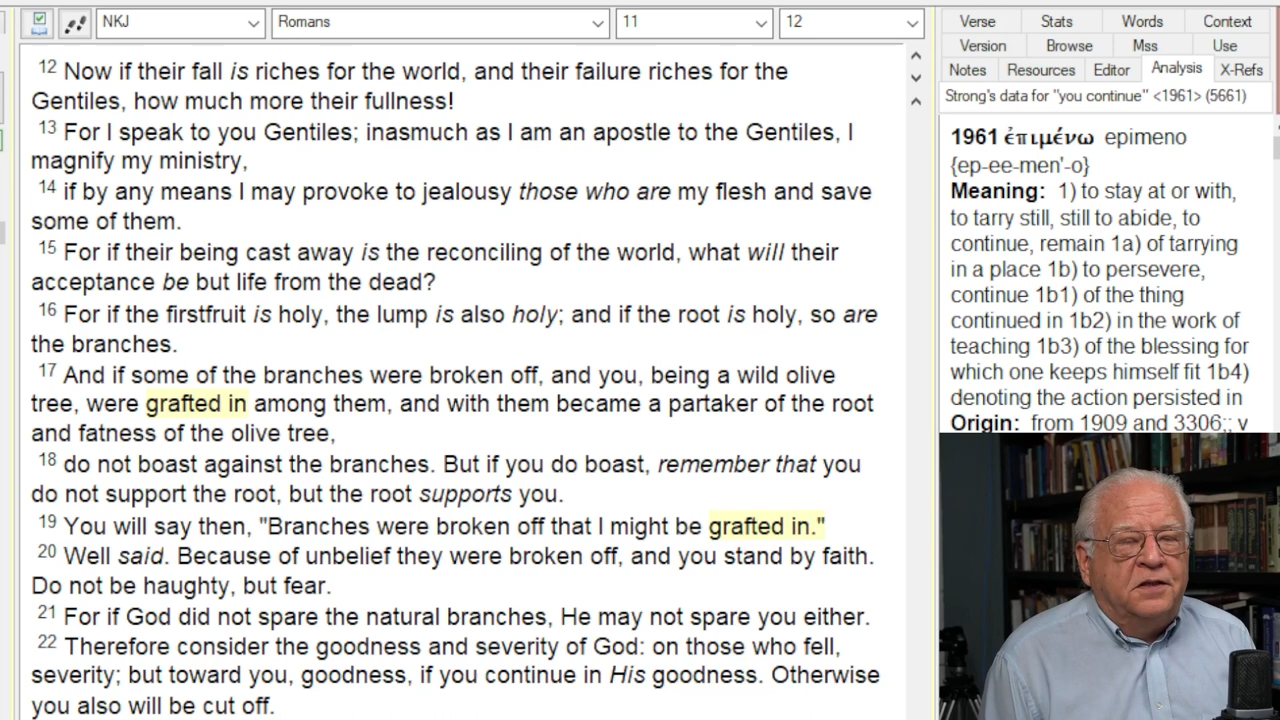 NKJ Romans 11 12
12 Now if their fall is riches for the world, and their failure riches for the
Gentiles, how much more their fullness!
13 For I speak to you Gentiles; inasmuch as I am an apostle to the Gentiles, I
magnify my ministry,
14 if by any means I may provoke to jealousy those who are my flesh and save
some of them.
15 For if their being cast away is the reconciling of the world, what will their
acceptance be but life from the dead?
16 For if the firstfruit is holy, the lump is also holy; and if the root is holy, so are
the branches.
17 And if some of the branches were broken off, and you, being a wild olive
tree, were grafted in among them, and with them became a partaker of the root
and fatness of the olive tree,
18 do not boast against the branches. But if you do boast, remember that you
do not support the root, but the root supports you.
19 You will say then, "Branches were broken off that I might be grafted in."
20 Well said. Because of unbelief they were broken off, and you stand by faith.
Do not be haughty, but fear.
21 For if God did not spare the natural branches, He may not spare you either.
22 Therefore consider the goodness and severity of God: on those who fell,
severity; but toward you, goodness, if you continue in His goodness. Otherwise
you also will be cut off.
Verse Stats Words Context
Version Browse Mss Use
Notes Resources Editor Analysis X-Refs
Strong's data for "you continue" <1961> (5661)
1961 ἐπιμένω epimeno
{ep-ee-men'-o}
Meaning: 1) to stay at or with,
to tarry still, still to abide, to
continue, remain 1a) of tarrying
in a place 1b) to persevere,
continue 1b1) of the thing
continued in 1b2) in the work of
teaching 1b3) of the blessing for
which one keeps himself fit 1b4)
denoting the action persisted in
Origin: from 1909 and 3306;; v